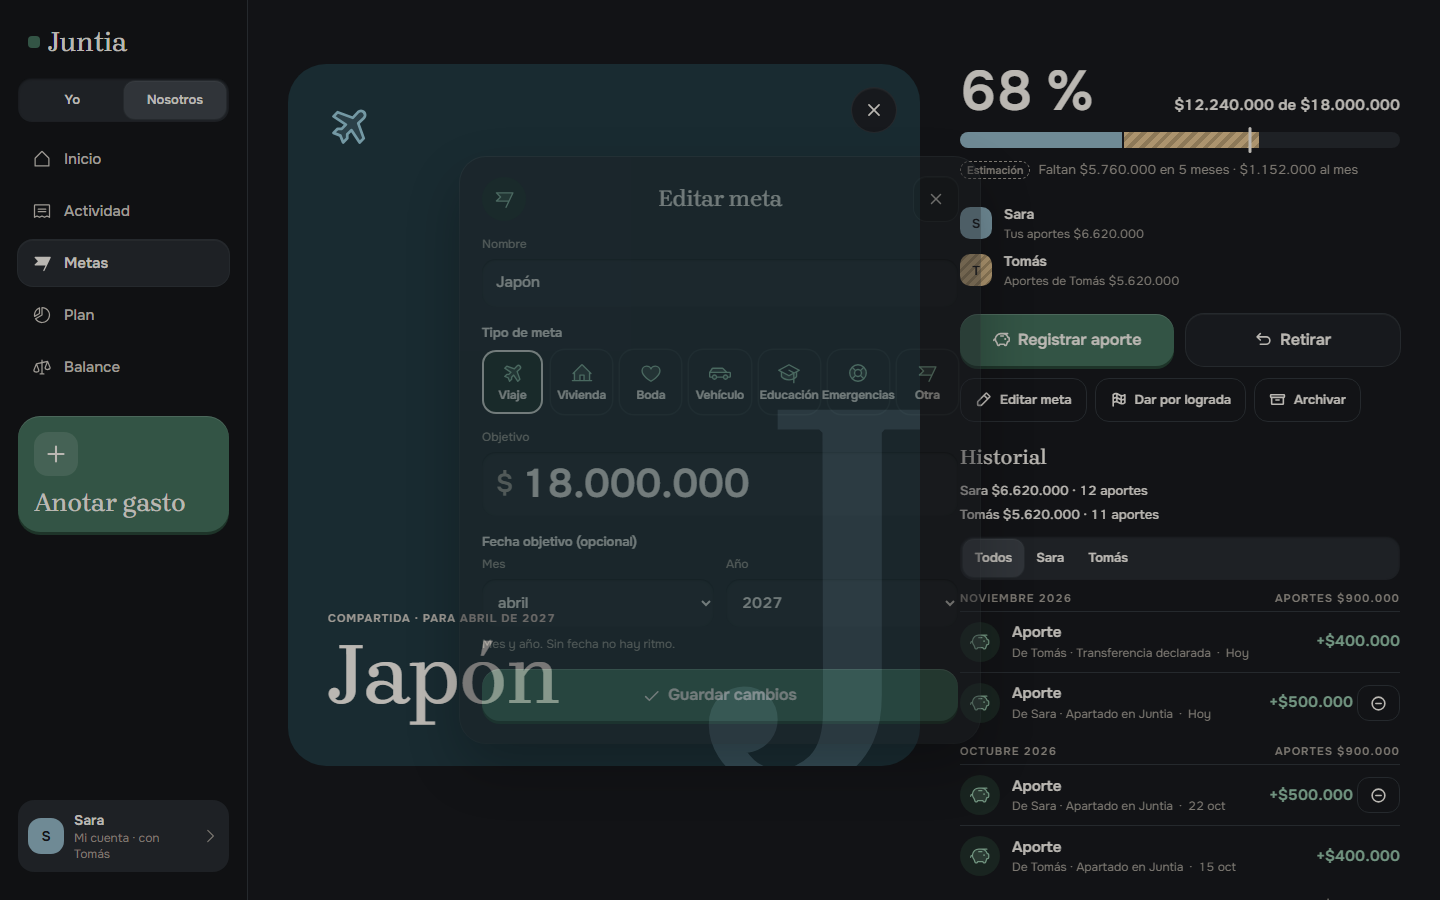 Juntia
Yo
Nosotros
Inicio
Actividad
Metas
Plan
Balance
Anotar gasto
S
Sara
Mi cuenta · con
Tomás
COMPARTIDA · PARA ABRIL DE 2027
Japón
J
Editar meta
Nombre
Japón
Tipo de meta
Viaje
Vivienda
Boda
Vehículo
Educación
Emergencias
Otra
Objetivo
$ 18.000.000
Fecha objetivo (opcional)
Mes
Año
abril
2027
Mes y año. Sin fecha no hay ritmo.
Guardar cambios
68 %
$12.240.000 de $18.000.000
Estimación
Faltan $5.760.000 en 5 meses · $1.152.000 al mes
S
Sara
Tus aportes $6.620.000
T
Tomás
Aportes de Tomás $5.620.000
Registrar aporte
Retirar
Editar meta
Dar por lograda
Archivar
Historial
Sara $6.620.000 · 12 aportes
Tomás $5.620.000 · 11 aportes
Todos
Sara
Tomás
NOVIEMBRE 2026
APORTES $900.000
Aporte
De Tomás · Transferencia declarada · Hoy
+$400.000
Aporte
De Sara · Apartado en Juntia · Hoy
+$500.000
OCTUBRE 2026
APORTES $900.000
Aporte
De Sara · Apartado en Juntia · 22 oct
+$500.000
Aporte
De Tomás · Apartado en Juntia · 15 oct
+$400.000